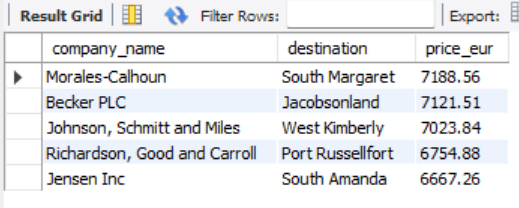 Result Grid Filter Rows: Export:
company_name destination price_eur
Morales-Calhoun South Margaret 7188.56
Becker PLC Jacobsonland 7121.51
Johnson, Schmitt and Miles West Kimberly 7023.84
Richardson, Good and Carroll Port Russellfort 6754.88
Jensen Inc South Amanda 6667.26